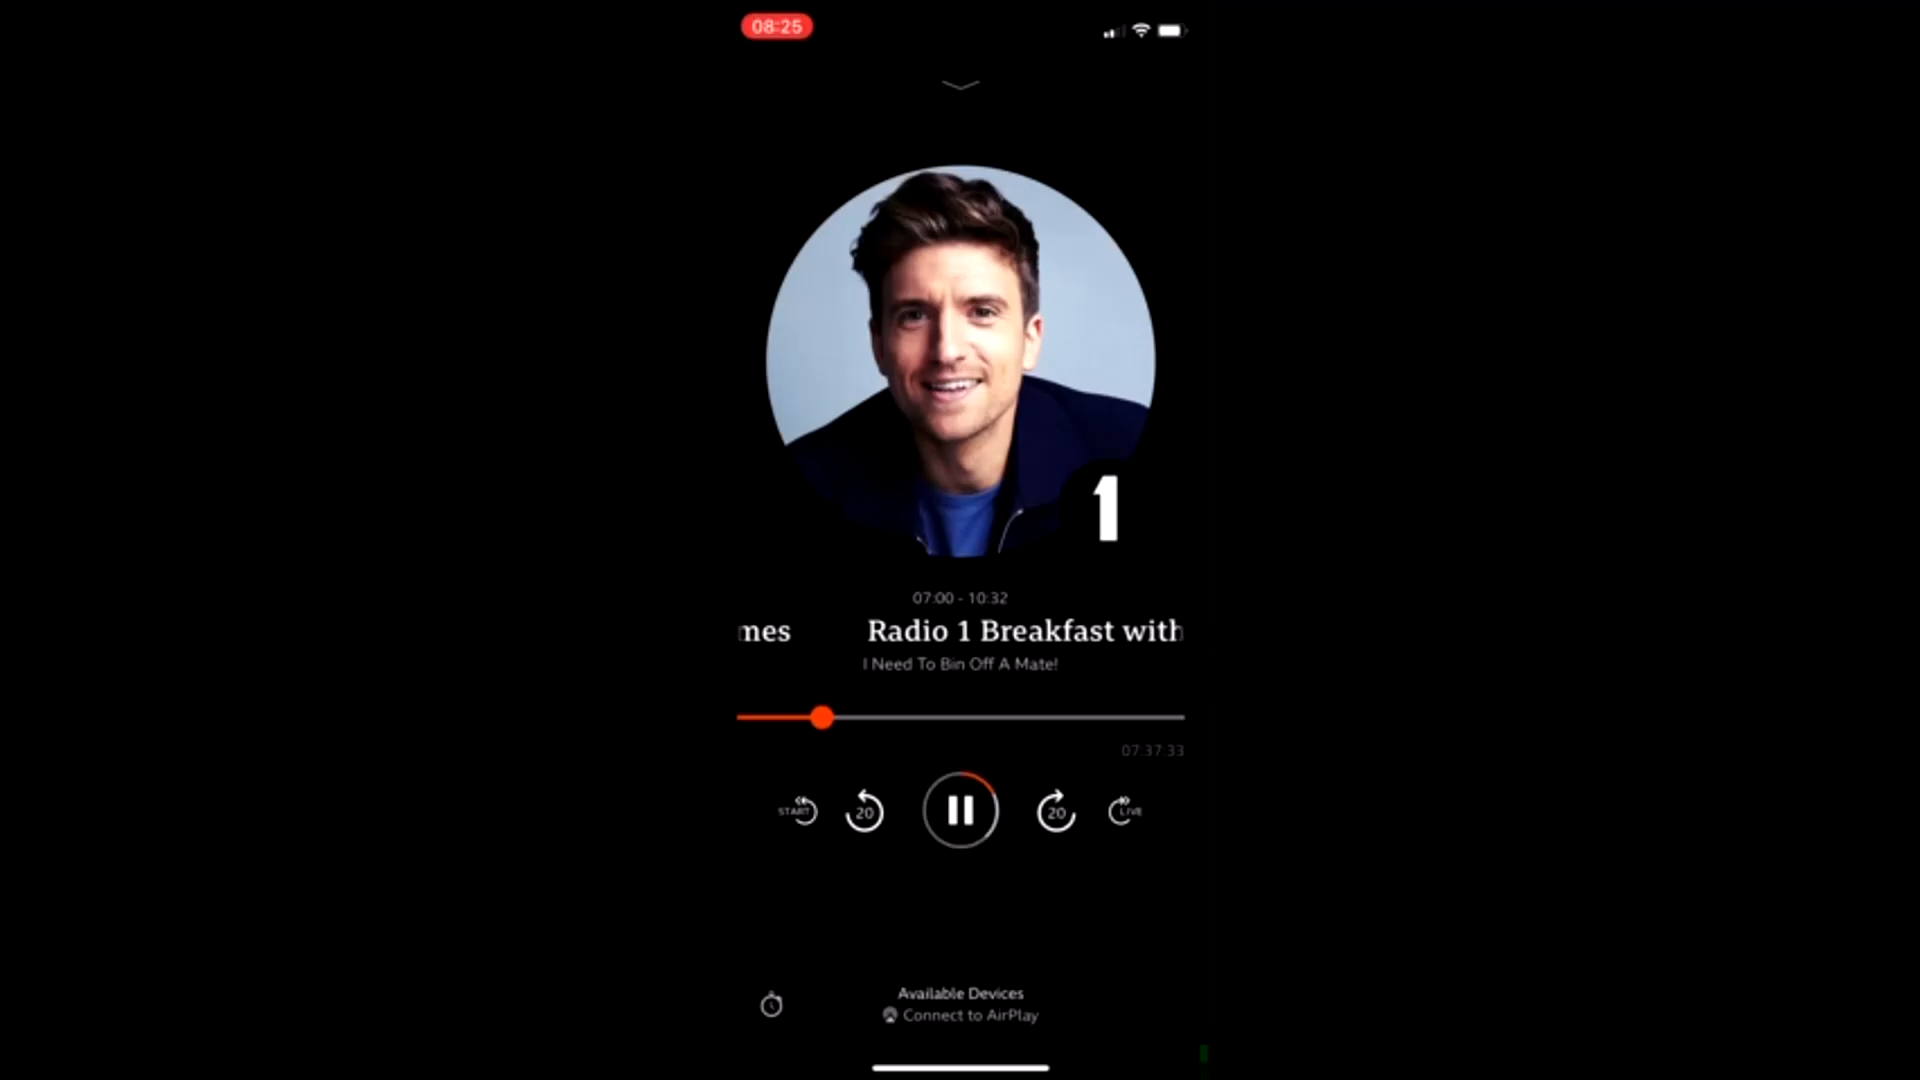 08:25
1
07:00 - 10:32
mes Radio 1 Breakfast with
I Need To Bin Off A Mate!
07:37:33
START 20 20 LIVE
Available Devices
Connect to AirPlay